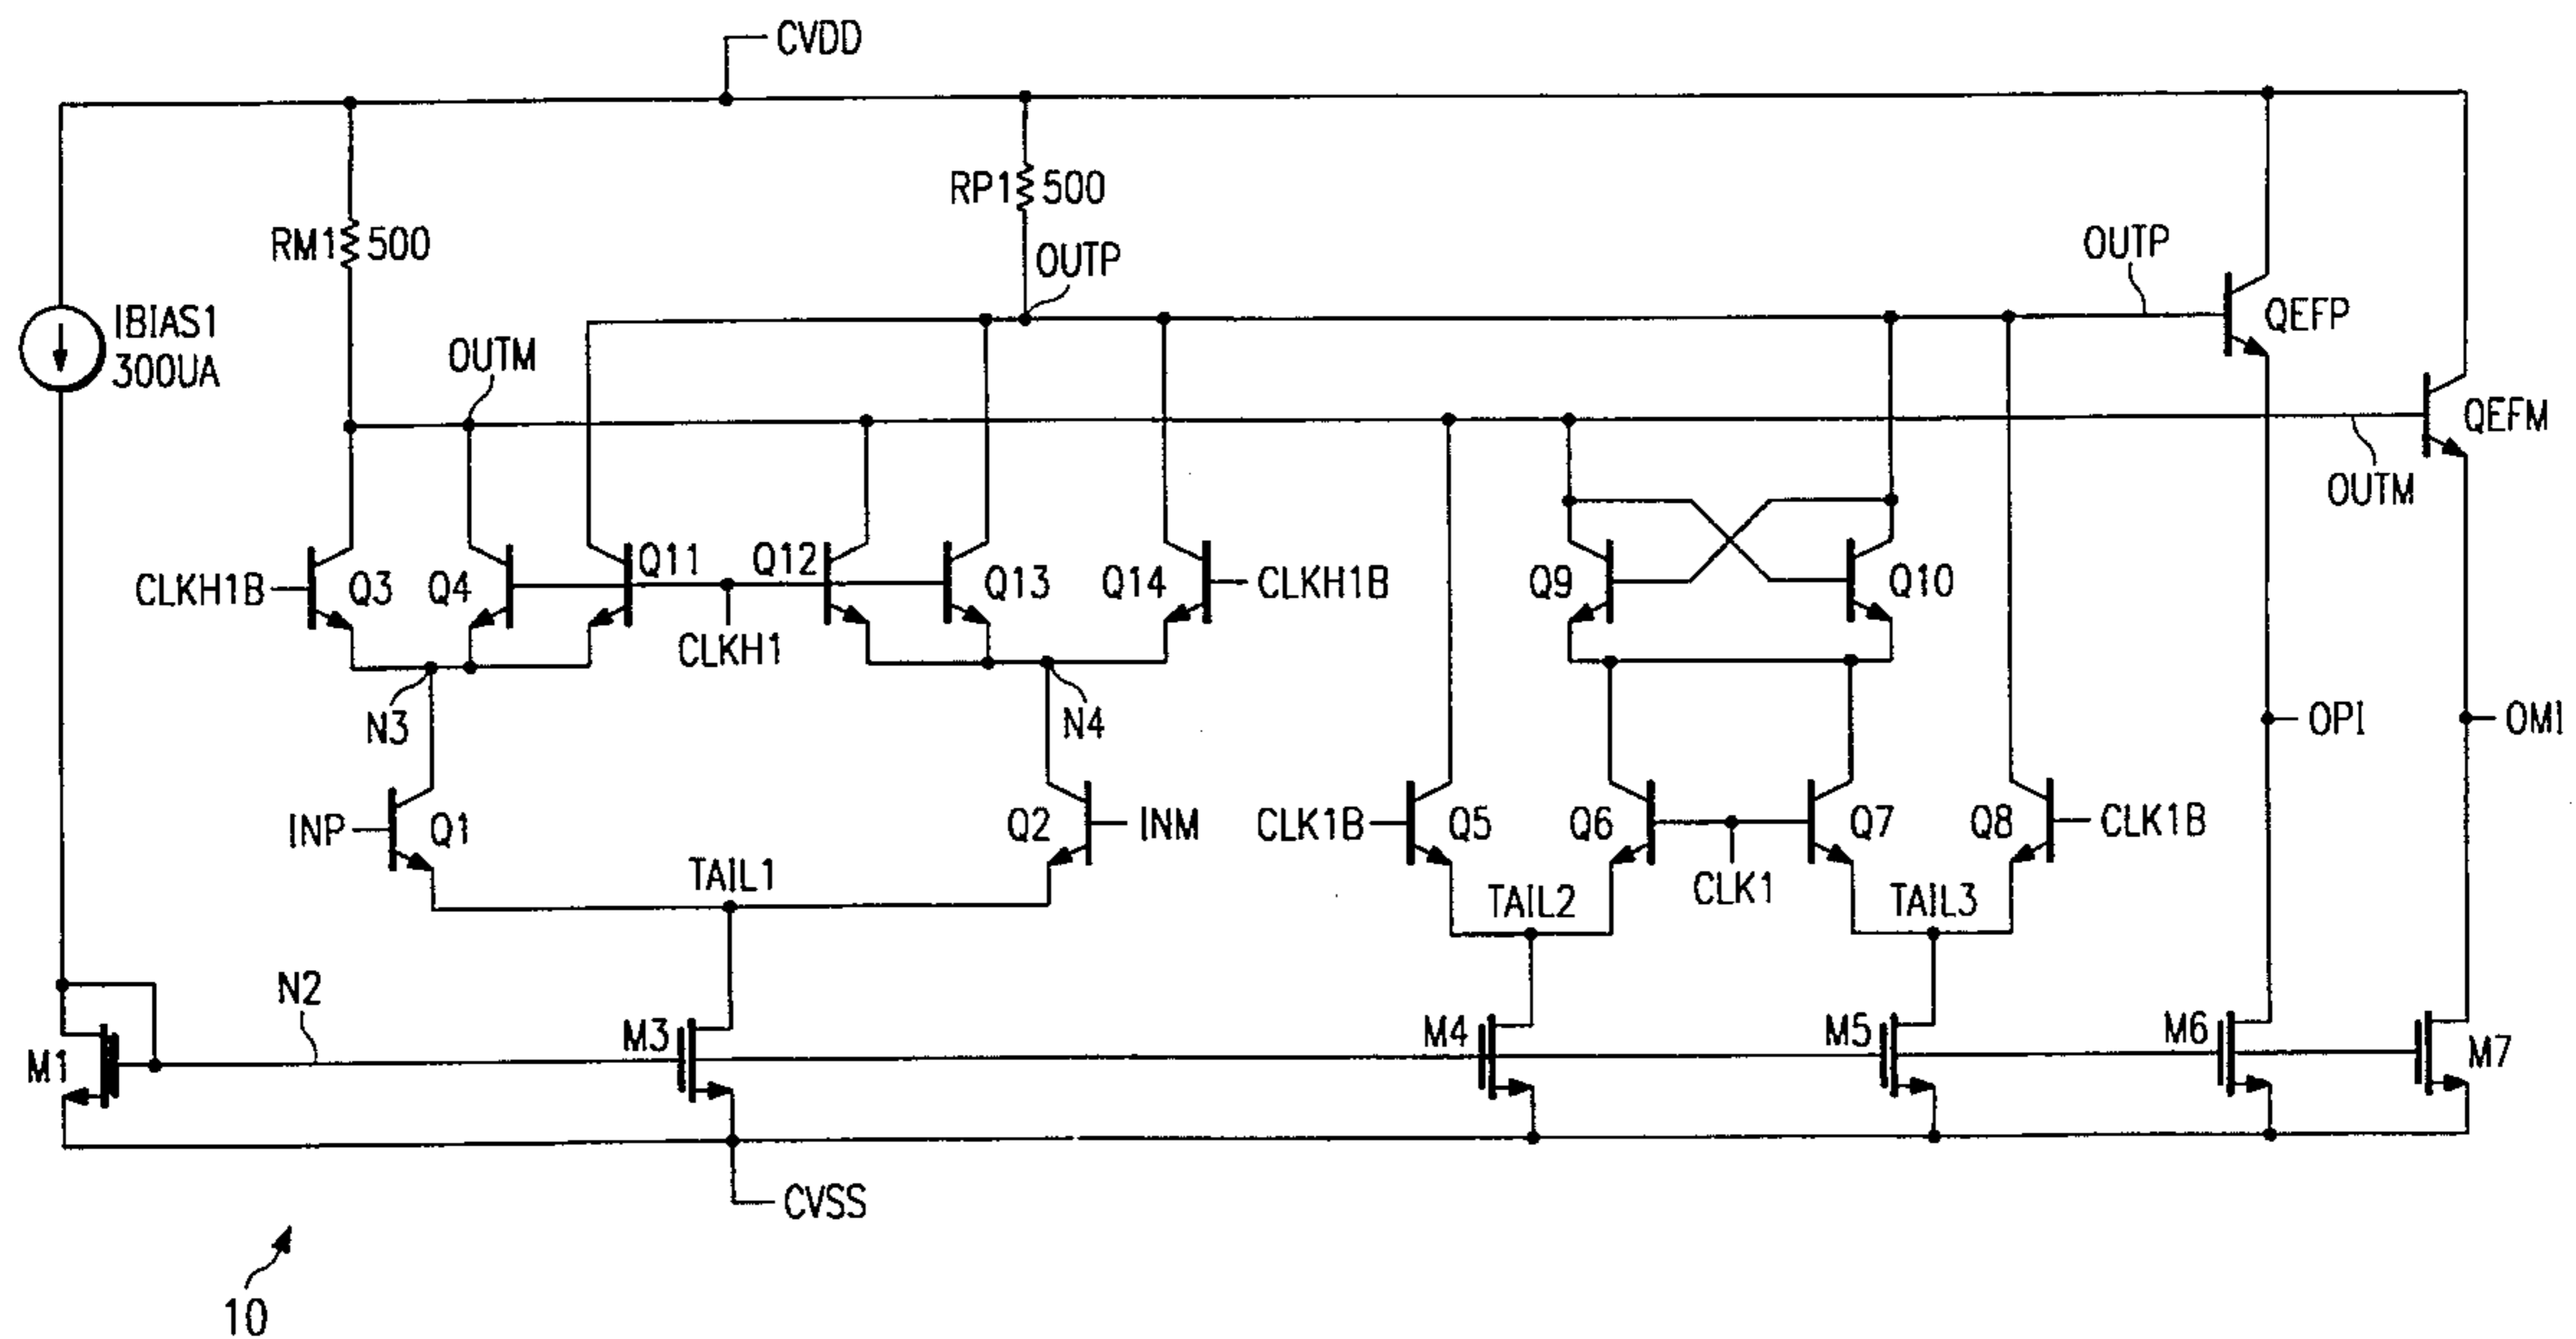 CVDD
RP1 500
RM1 500
OUTP
OUTP
QEFP
IBIAS1
300UA
OUTM
QEFM
OUTM
CLKH1B
Q3
Q4
Q11
Q12
Q13
Q14
CLKH1B
Q9
Q10
CLKH1
N3
N4
OPI
OMI
INP
Q1
Q2
INM
CLK1B
Q5
Q6
Q7
Q8
CLK1B
TAIL1
CLK1
TAIL2
TAIL3
N2
M1
M3
M4
M5
M6
M7
CVSS
10